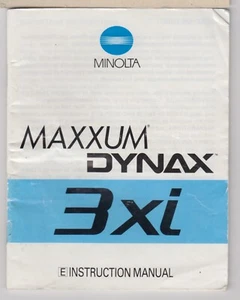 MINOLTA
MAXXUM
DYNAX
3xi
E INSTRUCTION MANUAL